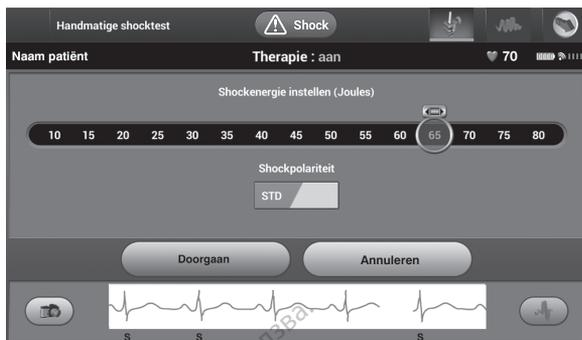 Handmatige shocktest
Shock
Naam patiënt
Therapie : aan
70
Shockenergie instellen (Joules)
10 15 20 25 30 35 40 45 50 55 60 65 70 75 80
Shockpolariteit
STD
Doorgaan
Annuleren
S S S